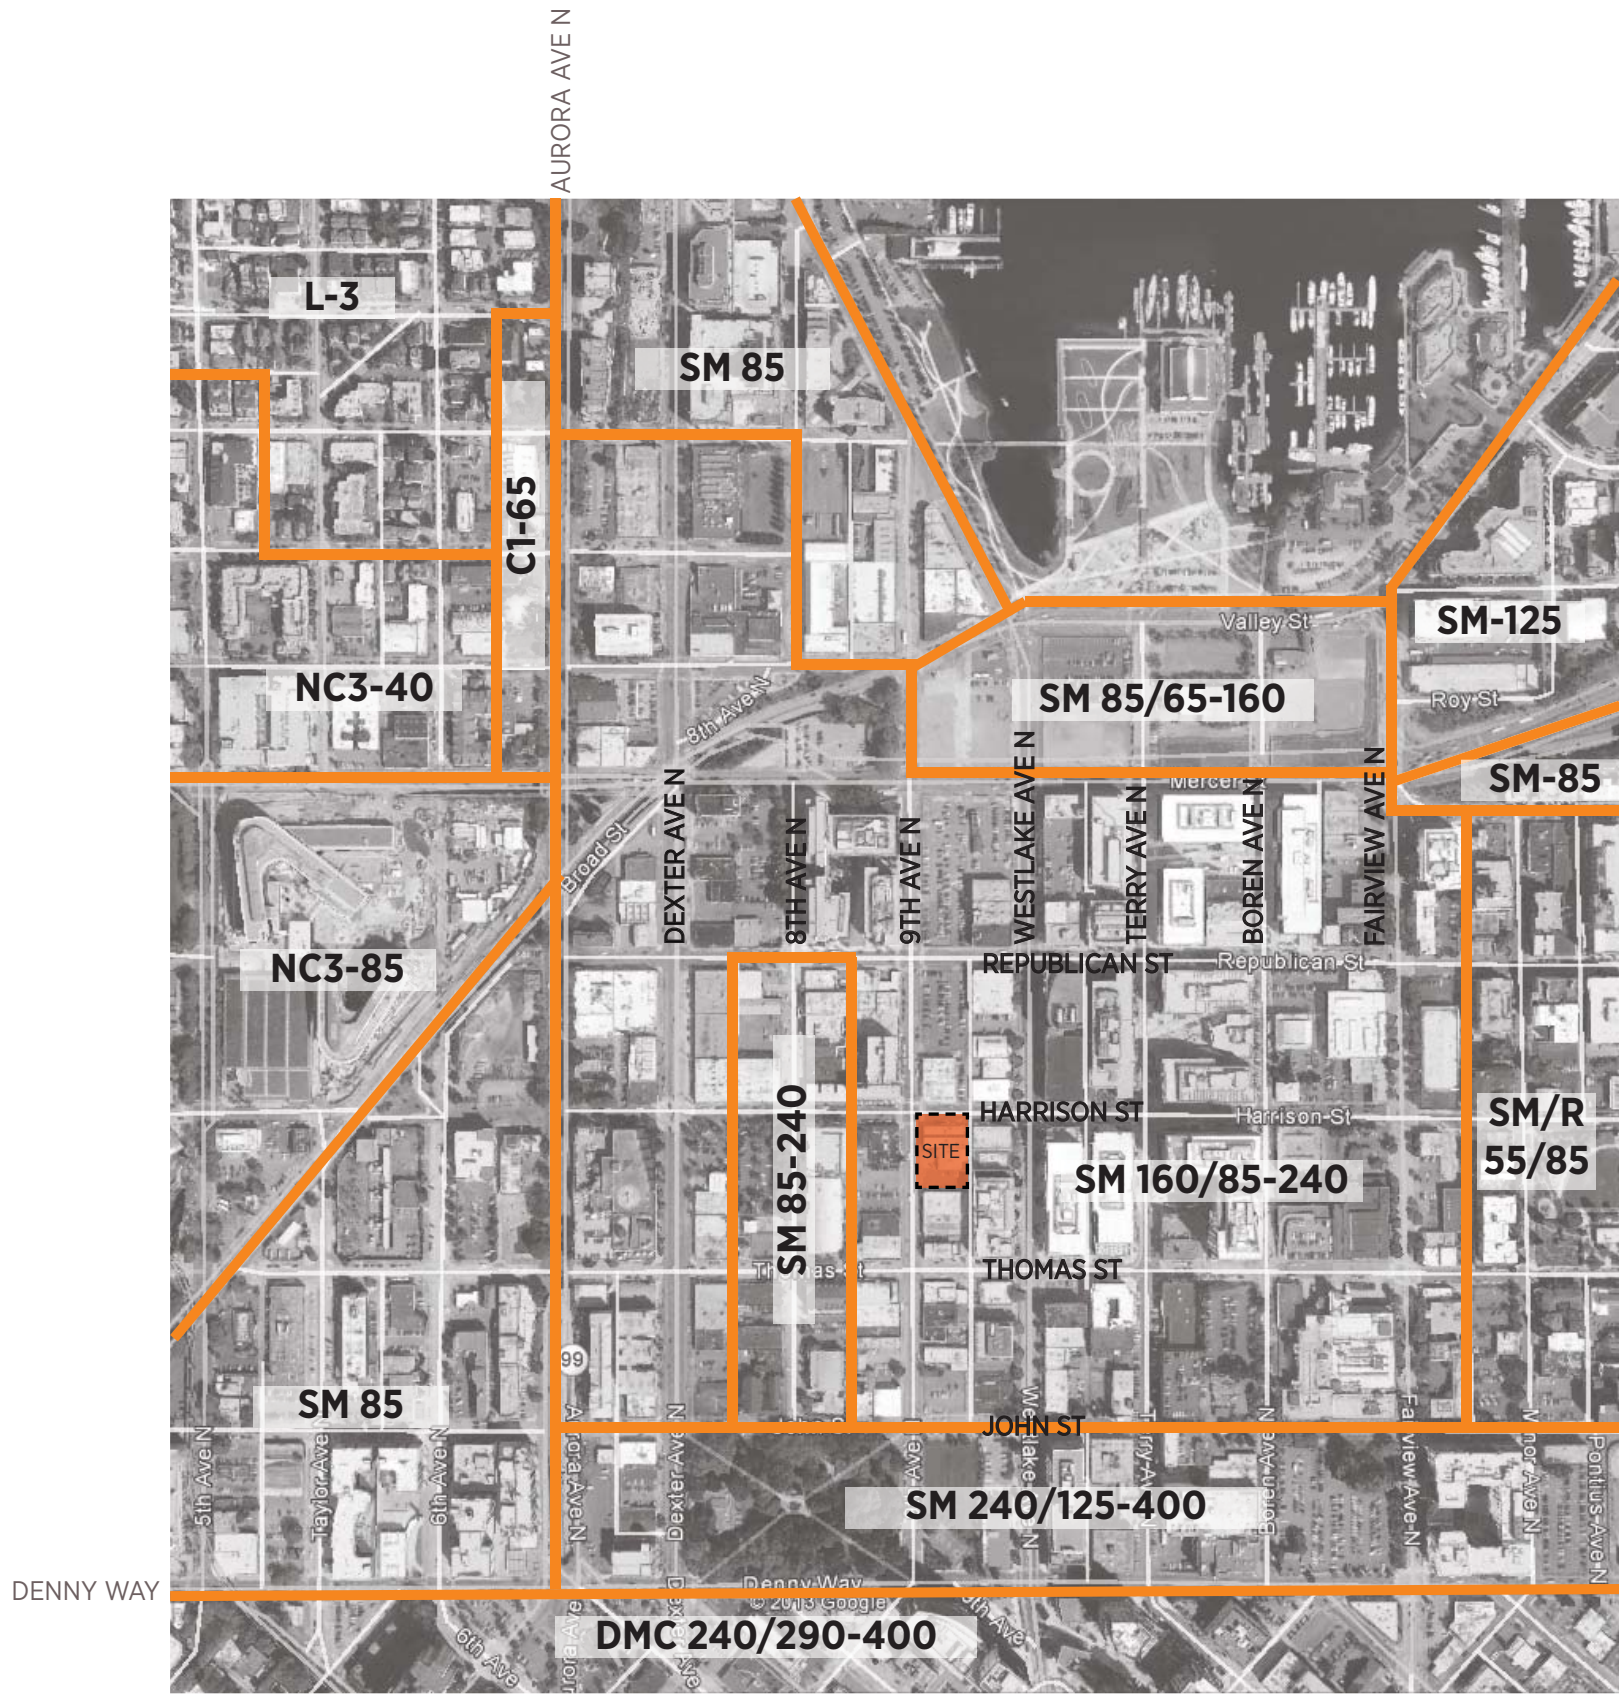 AURORA AVE N
L-3
SM 85
C1-65
SM-125
Valley St
NC3-40
SM 85/65-160
Roy St
8th Ave N
Mercer
SM-85
WESTLAKE AVE N
FAIRVIEW AVE N
DEXTER AVE N
8TH AVE N
9TH AVE N
TERRY AVE N
BOREN AVE N
Broad St
NC3-85
REPUBLICAN ST
Republican St
HARRISON ST
Harrison St
SITE
SM 85-240
SM 160/85-240
SM/R
55/85
Thomas St
THOMAS ST
99
SM 85
JOHN ST
5th Ave N
Taylor Ave N
6th Ave N
Aurora Ave N
Dexter Ave N
Ave N
Westlake Ave N
Terry Ave N
Boren Ave N
Fairview Ave N
Minor Ave N
Pontius Ave N
SM 240/125-400
DENNY WAY
Denny Way
© 2013 Google
DMC 240/290-400
6th Ave
9th Ave